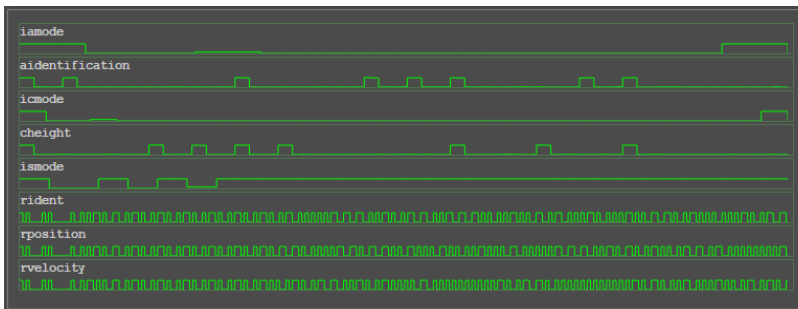 iamode
aidentification
icmode
cheight
ismode
rident
rposition
rvelocity